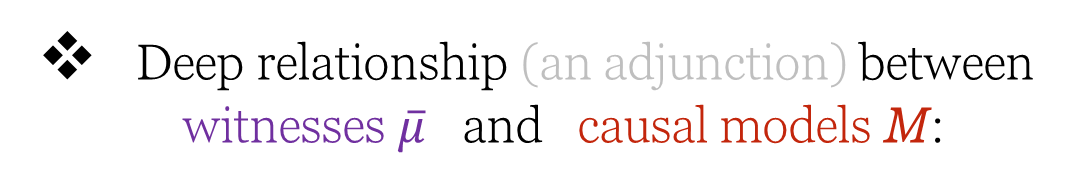 ❖ Deep relationship (an adjunction) between
witnesses μ̄ and causal models M: